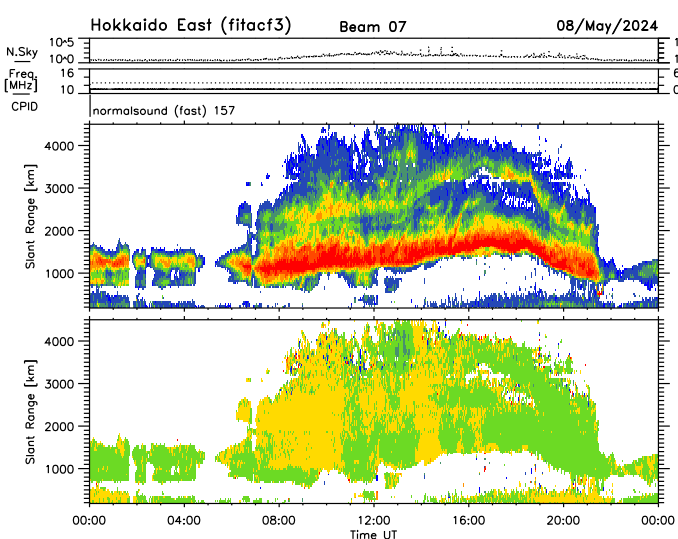 Hokkaido East (fitacf3) Beam 07 08/May/2024
10^5 1
N.Sky 10^0 1
Freq. 16 6
[MHz] 10 0
CPID normalsound (fast) 157
4000
3000
2000
1000
Slant Range [km]
4000
3000
2000
1000
Slant Range [km]
00:00 04:00 08:00 12:00 16:00 20:00 00:00
Time UT